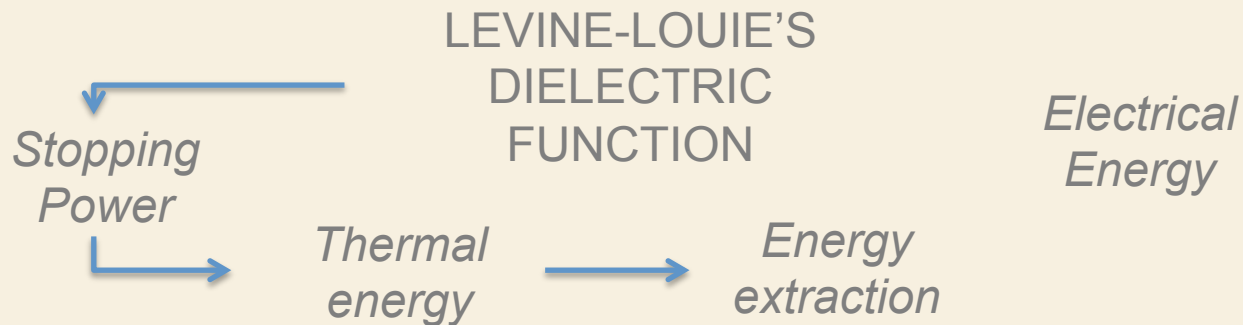 LEVINE-LOUIE’S
DIELECTRIC
FUNCTION
Electrical
Energy
Stopping
Power
Thermal
energy
Energy
extraction